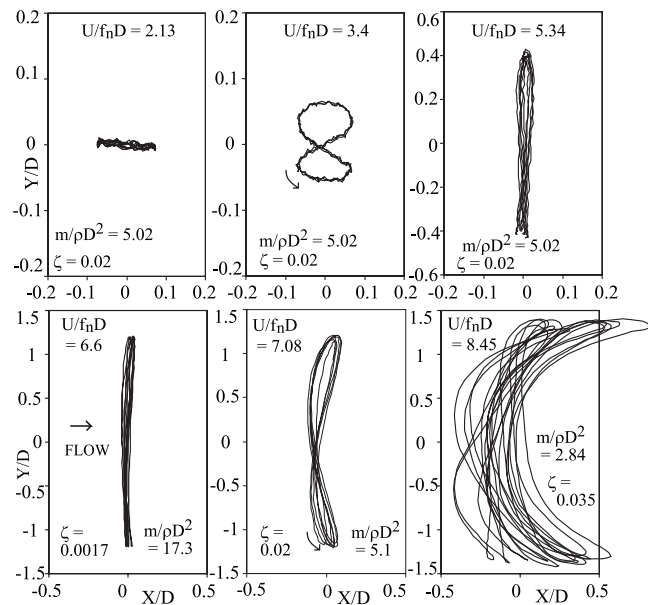 U/fnD = 2.13
0.2
0.1
0
-0.1
-0.2
Y/D
m/ρD² = 5.02
ζ = 0.02
-0.2 -0.1 0 0.1 0.2
U/fnD = 3.4
0.2
0.1
0
-0.1
-0.2
m/ρD² = 5.02
ζ = 0.02
-0.2 -0.1 0 0.1 0.2
U/fnD = 5.34
0.6
0.4
0.2
0
-0.2
-0.4
-0.6
m/ρD² = 5.02
ζ = 0.02
-0.2 -0.1 0 0.1 0.2
U/fnD
= 6.6
1.5
1
0.5
0
-0.5
-1
-1.5
Y/D
FLOW
ζ =
0.0017
m/ρD²
= 17.3
-0.5 0 0.5
X/D
U/fnD
= 7.08
1.5
1
0.5
0
-0.5
-1
-1.5
ζ =
0.02
m/ρD²
= 5.1
-0.5 0 0.5
X/D
U/fnD
= 8.45
1.5
1
0.5
0
-0.5
-1
-1.5
m/ρD²
= 2.84
ζ =
0.035
-0.5 0 0.5
X/D